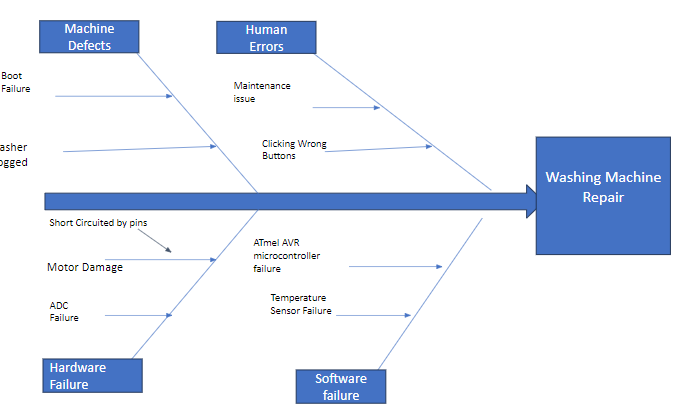 Machine
Defects
Human
Errors
Boot
Failure
Maintenance
issue
Clicking Wrong
Buttons
Washing Machine
Repair
Short Circuited by pins
Motor Damage
ATmel AVR
microcontroller
failure
ADC
Failure
Temperature
Sensor Failure
Hardware
Failure
Software
failure